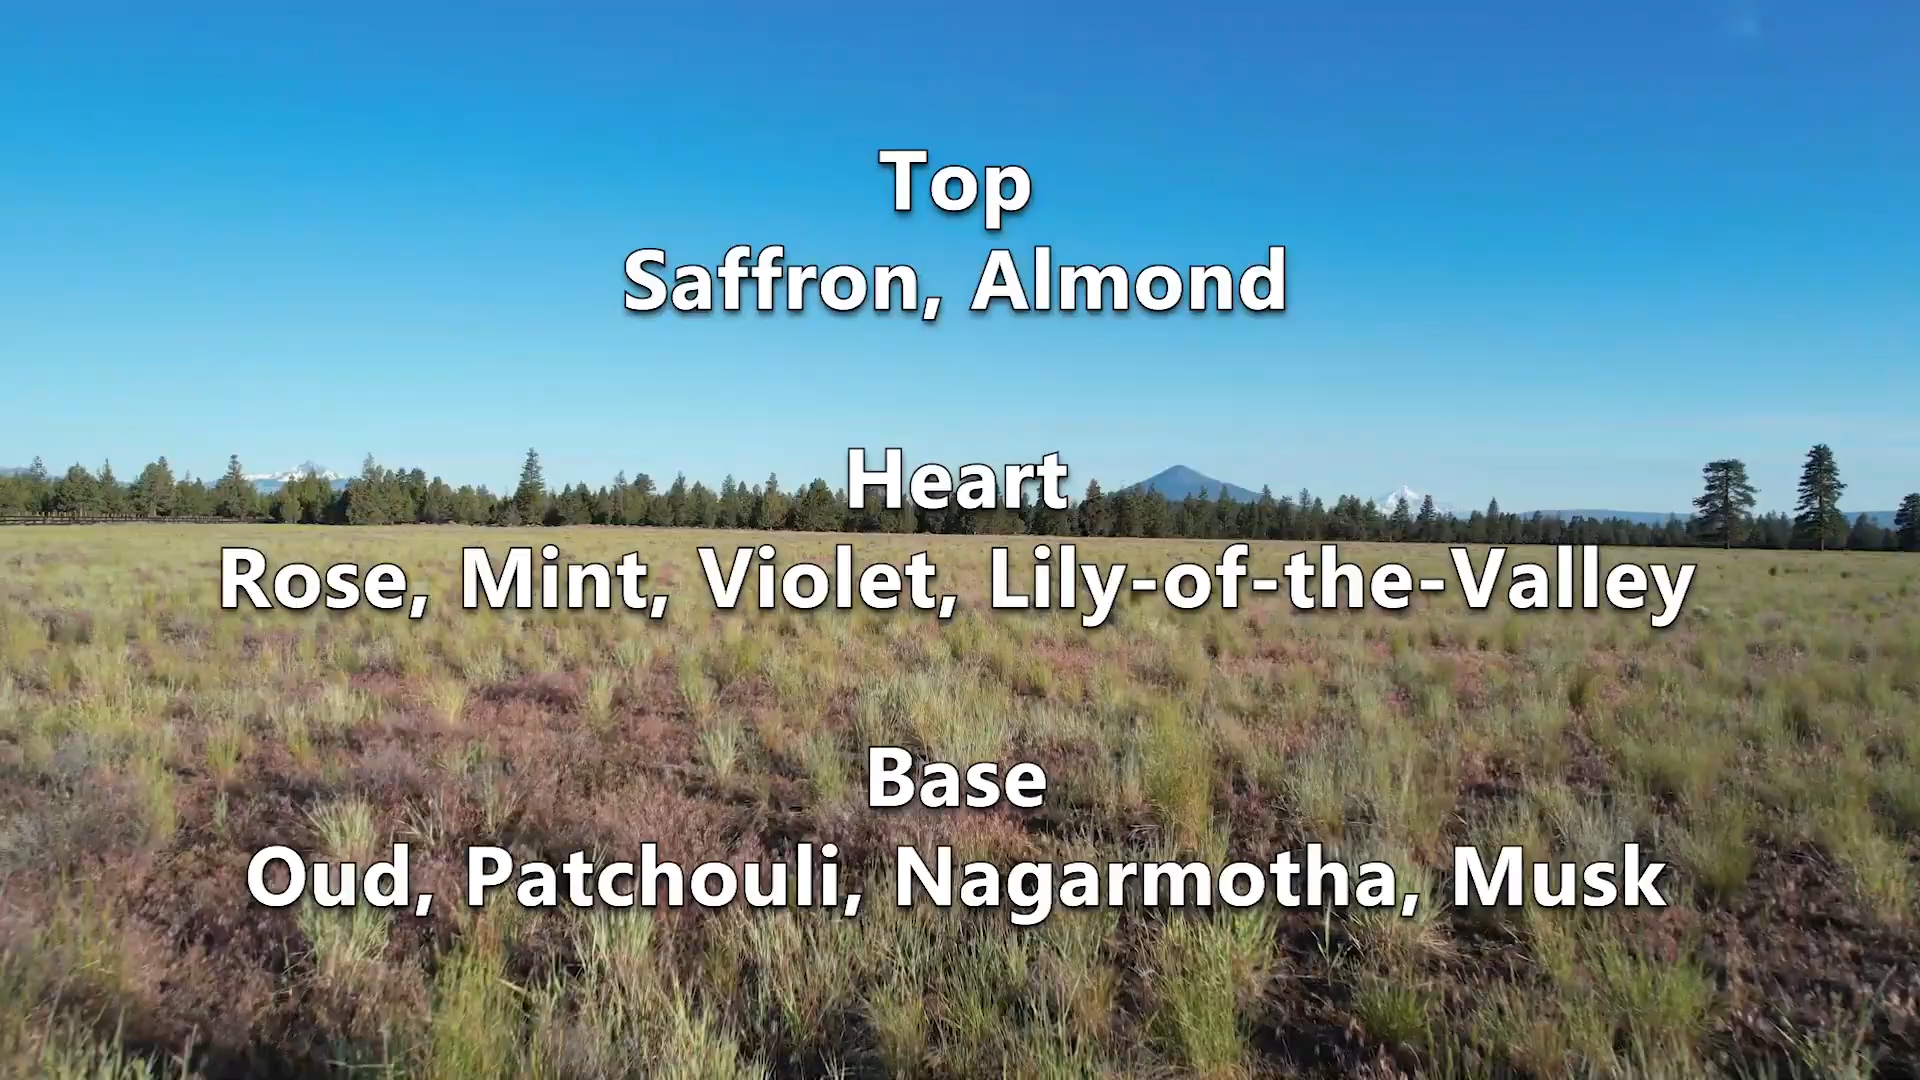 Top
Saffron, Almond
Heart
Rose, Mint, Violet, Lily-of-the-Valley
Base
Oud, Patchouli, Nagarmotha, Musk